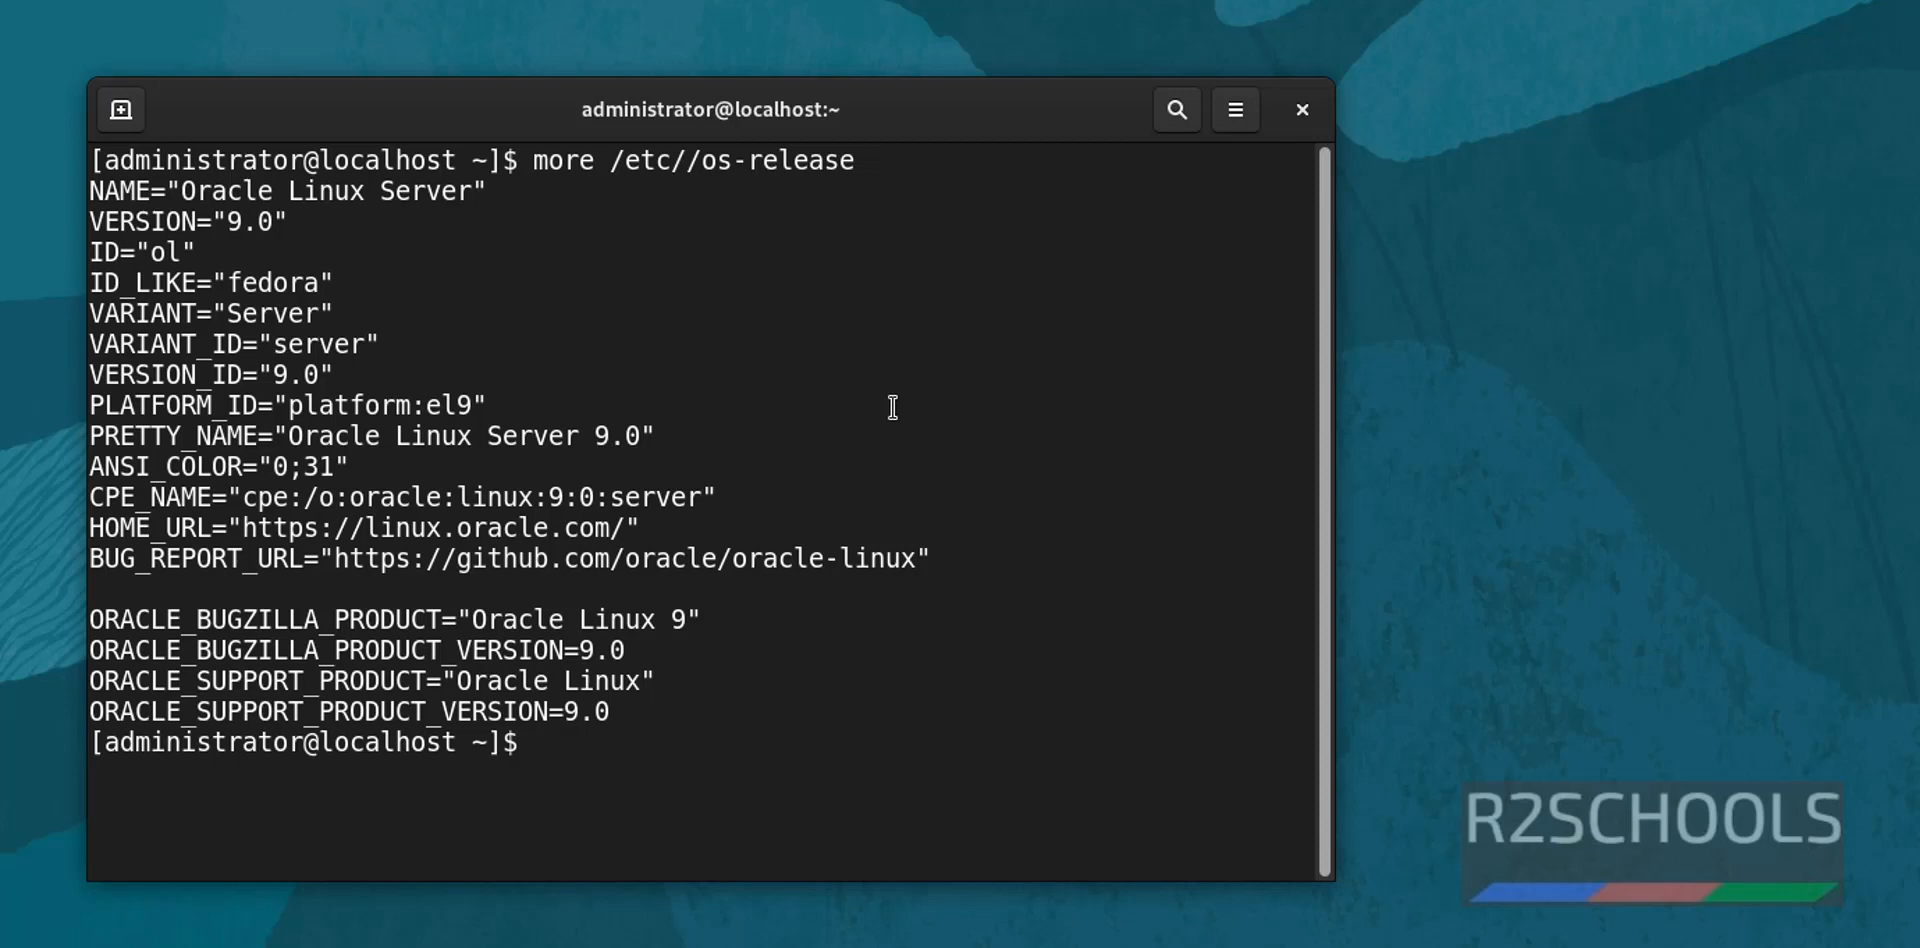 administrator@localhost:~
[administrator@localhost ~]$ more /etc//os-release
NAME="Oracle Linux Server"
VERSION="9.0"
ID="ol"
ID_LIKE="fedora"
VARIANT="Server"
VARIANT_ID="server"
VERSION_ID="9.0"
PLATFORM_ID="platform:el9"
PRETTY_NAME="Oracle Linux Server 9.0"
ANSI_COLOR="0;31"
CPE_NAME="cpe:/o:oracle:linux:9:0:server"
HOME_URL="https://linux.oracle.com/"
BUG_REPORT_URL="https://github.com/oracle/oracle-linux"
ORACLE_BUGZILLA_PRODUCT="Oracle Linux 9"
ORACLE_BUGZILLA_PRODUCT_VERSION=9.0
ORACLE_SUPPORT_PRODUCT="Oracle Linux"
ORACLE_SUPPORT_PRODUCT_VERSION=9.0
[administrator@localhost ~]$
R2SCHOOLS